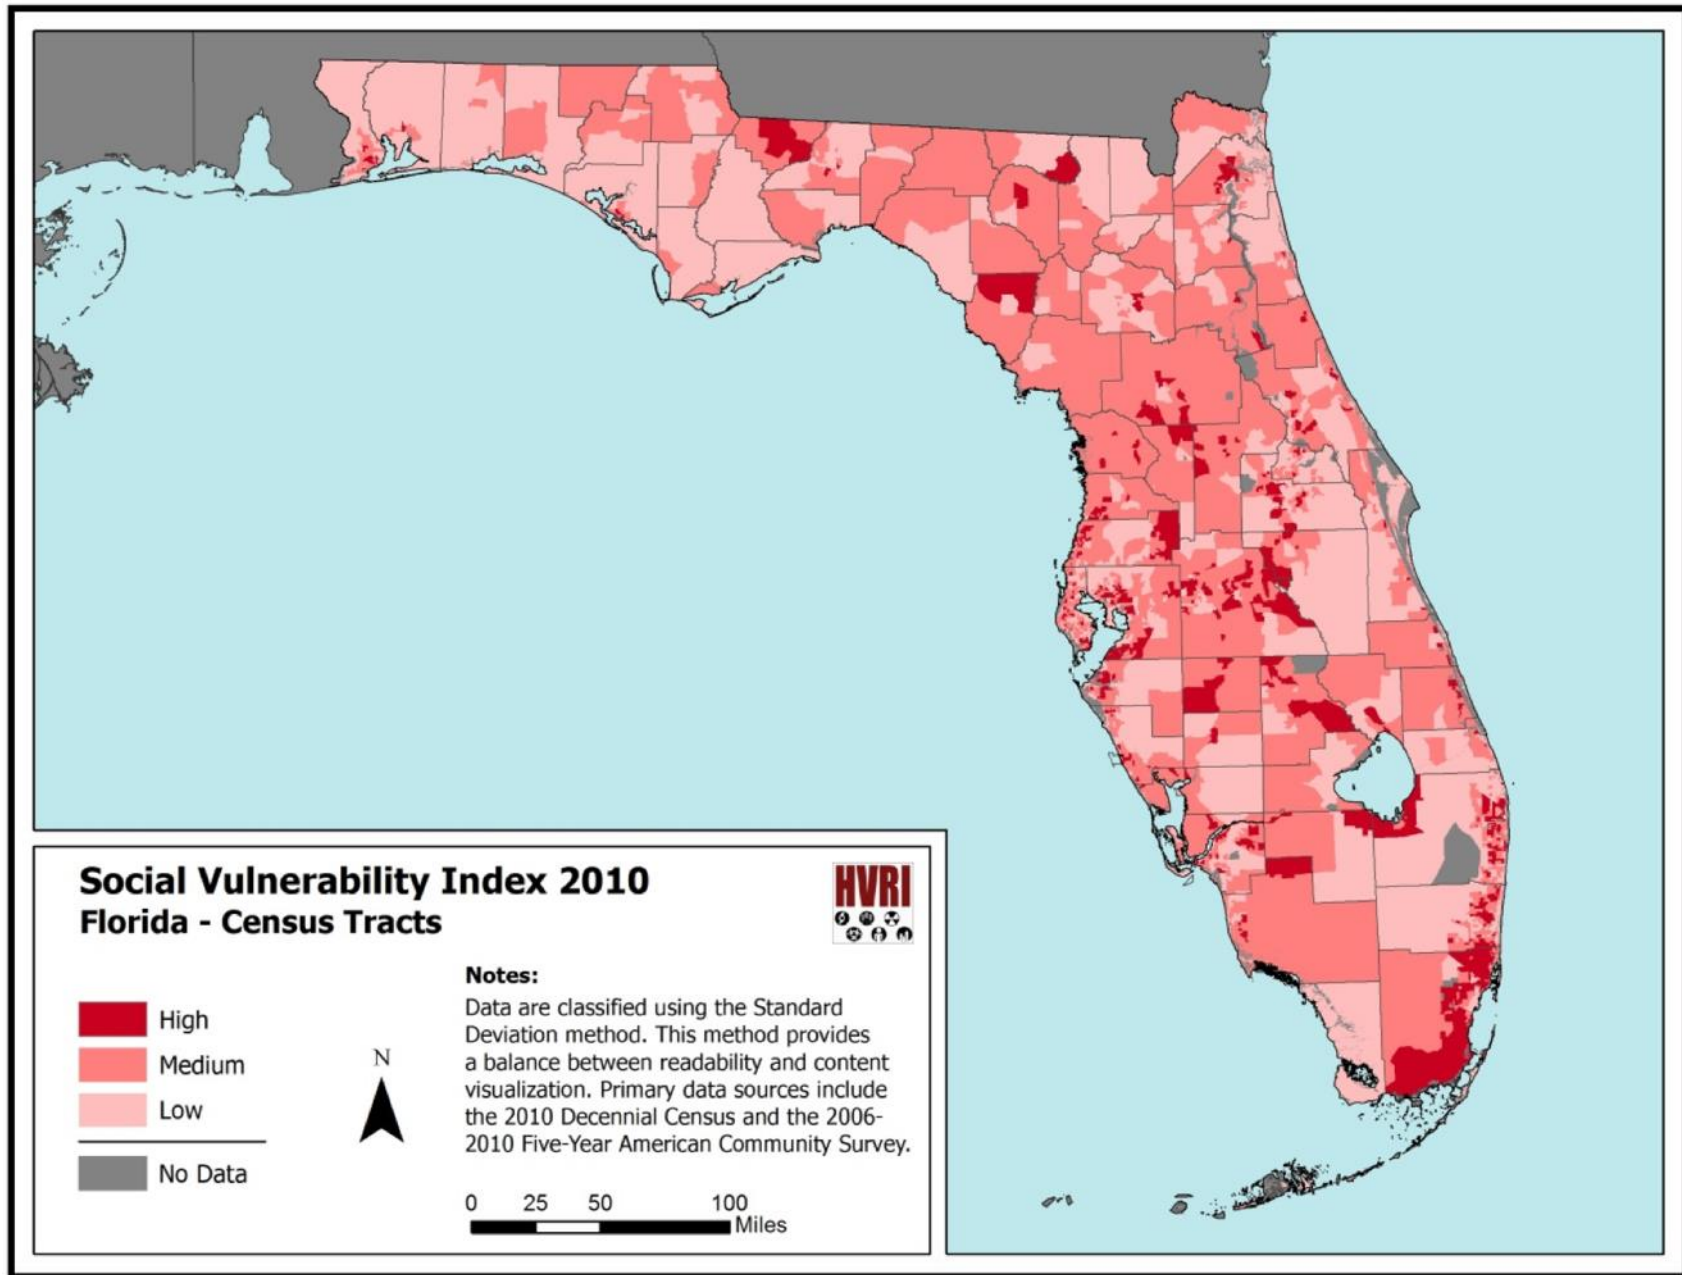 Social Vulnerability Index 2010
Florida - Census Tracts
HVRI
High
Medium
Low
No Data
N
Notes:
Data are classified using the Standard
Deviation method. This method provides
a balance between readability and content
visualization. Primary data sources include
the 2010 Decennial Census and the 2006-
2010 Five-Year American Community Survey.
0 25 50 100
Miles